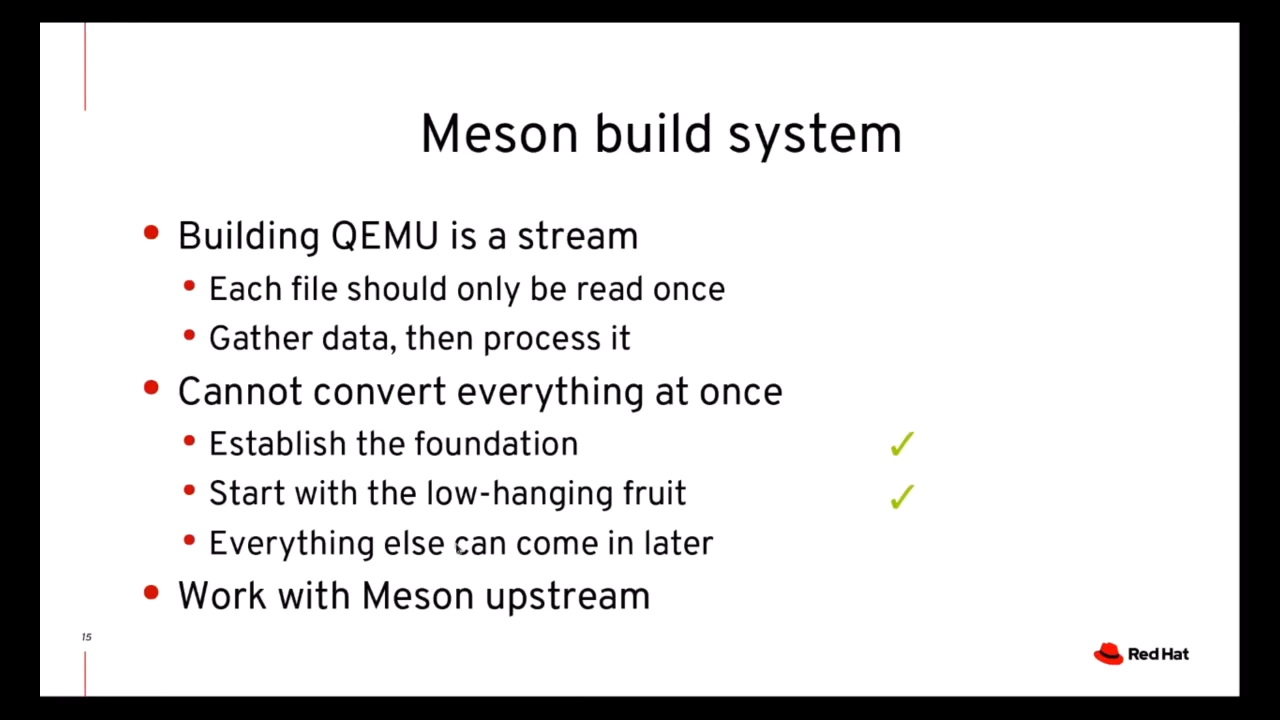 Meson build system
• Building QEMU is a stream
• Each file should only be read once
• Gather data, then process it
• Cannot convert everything at once
• Establish the foundation ✓
• Start with the low-hanging fruit ✓
• Everything else can come in later
• Work with Meson upstream
15
Red Hat